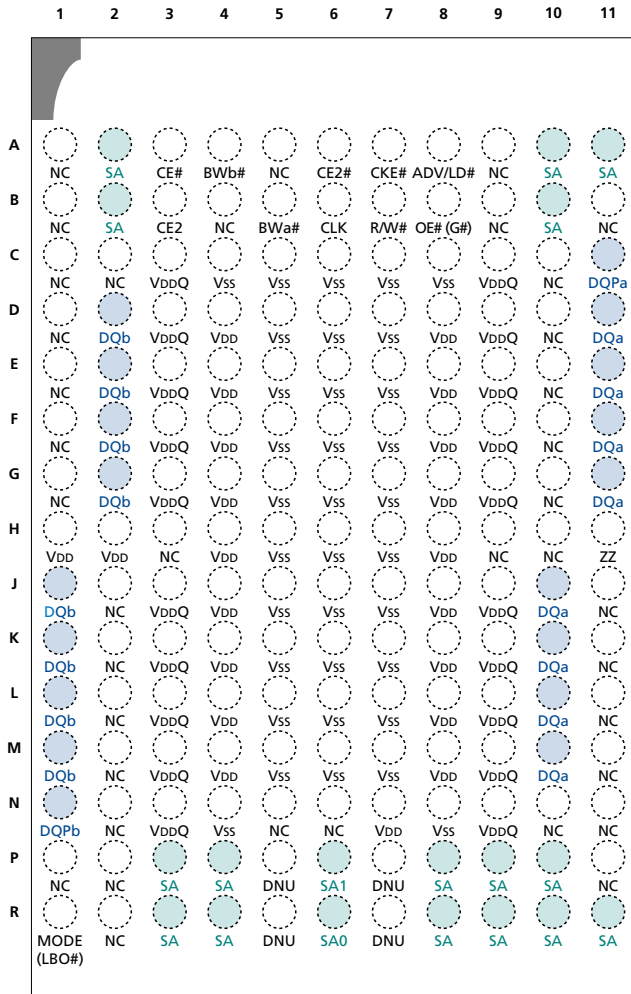 1 2 3 4 5 6 7 8 9 10 11
A
NC SA CE# BWb# NC CE2# CKE# ADV/LD# NC SA SA
B
NC SA CE2 NC BWa# CLK R/W# OE# (G#) NC SA NC
C
NC NC VDDQ Vss Vss Vss Vss Vss VDDQ NC DQPa
D
NC DQb VDDQ VDD Vss Vss Vss VDD VDDQ NC DQa
E
NC DQb VDDQ VDD Vss Vss Vss VDD VDDQ NC DQa
F
NC DQb VDDQ VDD Vss Vss Vss VDD VDDQ NC DQa
G
NC DQb VDDQ VDD Vss Vss Vss VDD VDDQ NC DQa
H
VDD VDD NC VDD Vss Vss Vss VDD NC NC ZZ
J
DQb NC VDDQ VDD Vss Vss Vss VDD VDDQ DQa NC
K
DQb NC VDDQ VDD Vss Vss Vss VDD VDDQ DQa NC
L
DQb NC VDDQ VDD Vss Vss Vss VDD VDDQ DQa NC
M
DQb NC VDDQ VDD Vss Vss Vss VDD VDDQ DQa NC
N
DQPb NC VDDQ Vss NC NC VDD Vss VDDQ NC NC
P
NC NC SA SA DNU SA1 DNU SA SA SA NC
R
MODE NC SA SA DNU SA0 DNU SA SA SA SA
(LBO#)